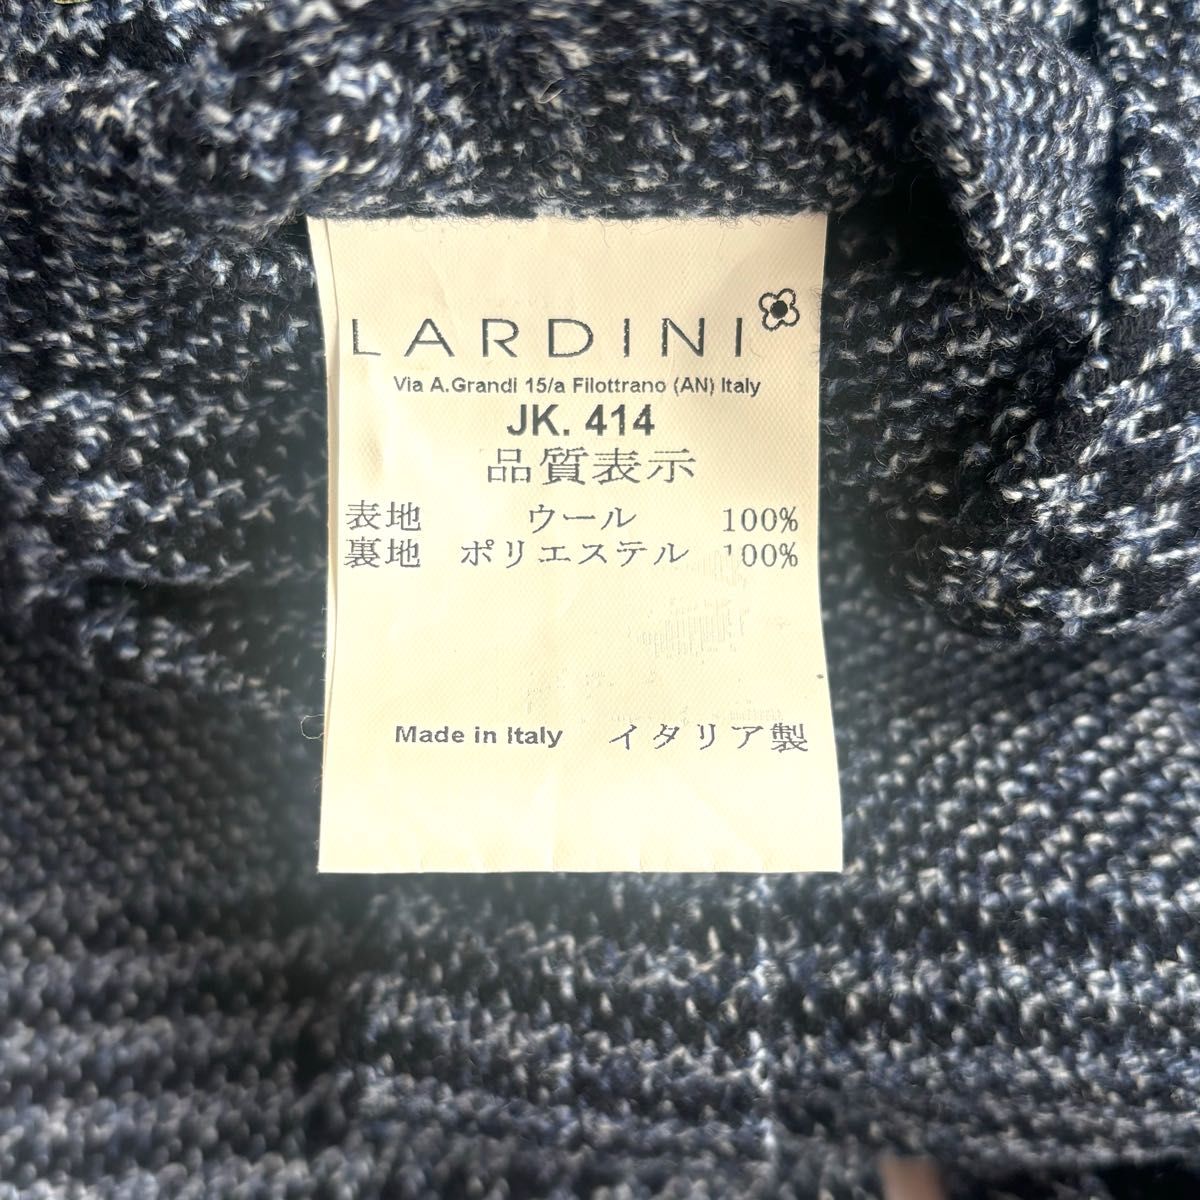 LARDINI
Via A.Grandi 15/a Filottrano (AN) Italy
JK. 414
品質表示
表地 ウール 100%
裏地 ポリエステル 100%
Made in Italy イタリア製